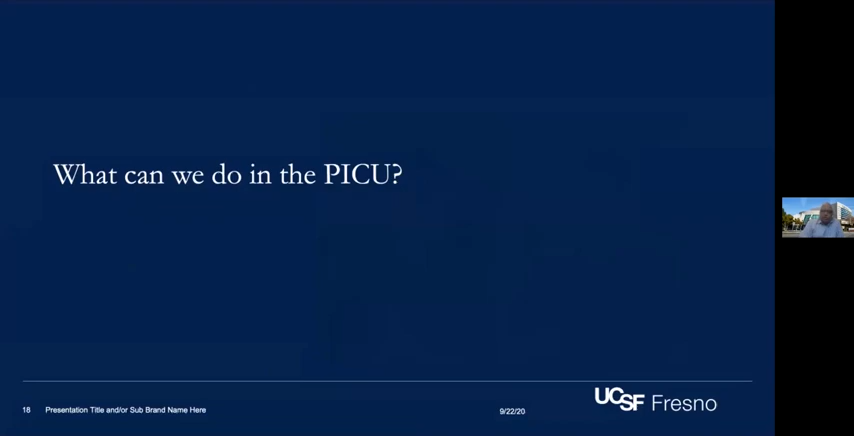 What can we do in the PICU?
18 Presentation Title and/or Sub Brand Name Here
9/22/20
UCSF Fresno